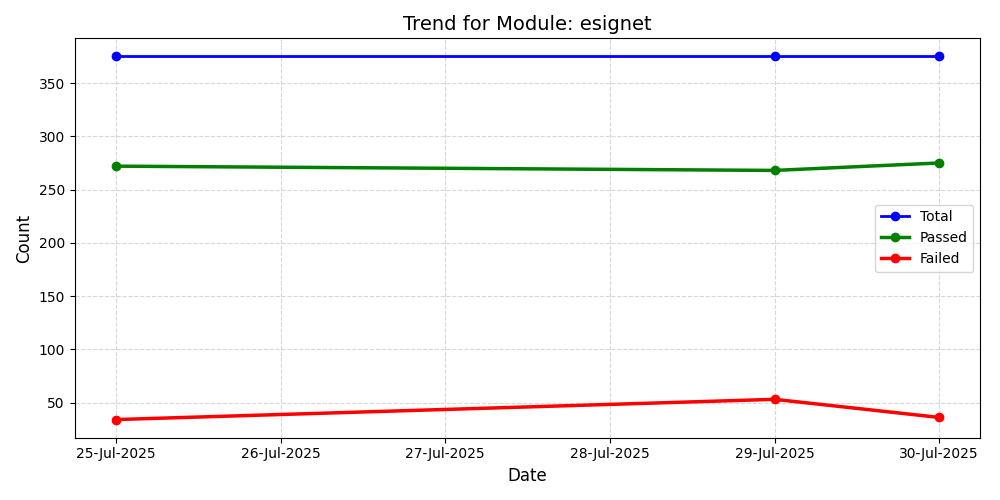 Trend for Module: esignet
Count
350
300
250
200
150
100
50
Total
Passed
Failed
25-Jul-2025 26-Jul-2025 27-Jul-2025 28-Jul-2025 29-Jul-2025 30-Jul-2025
Date